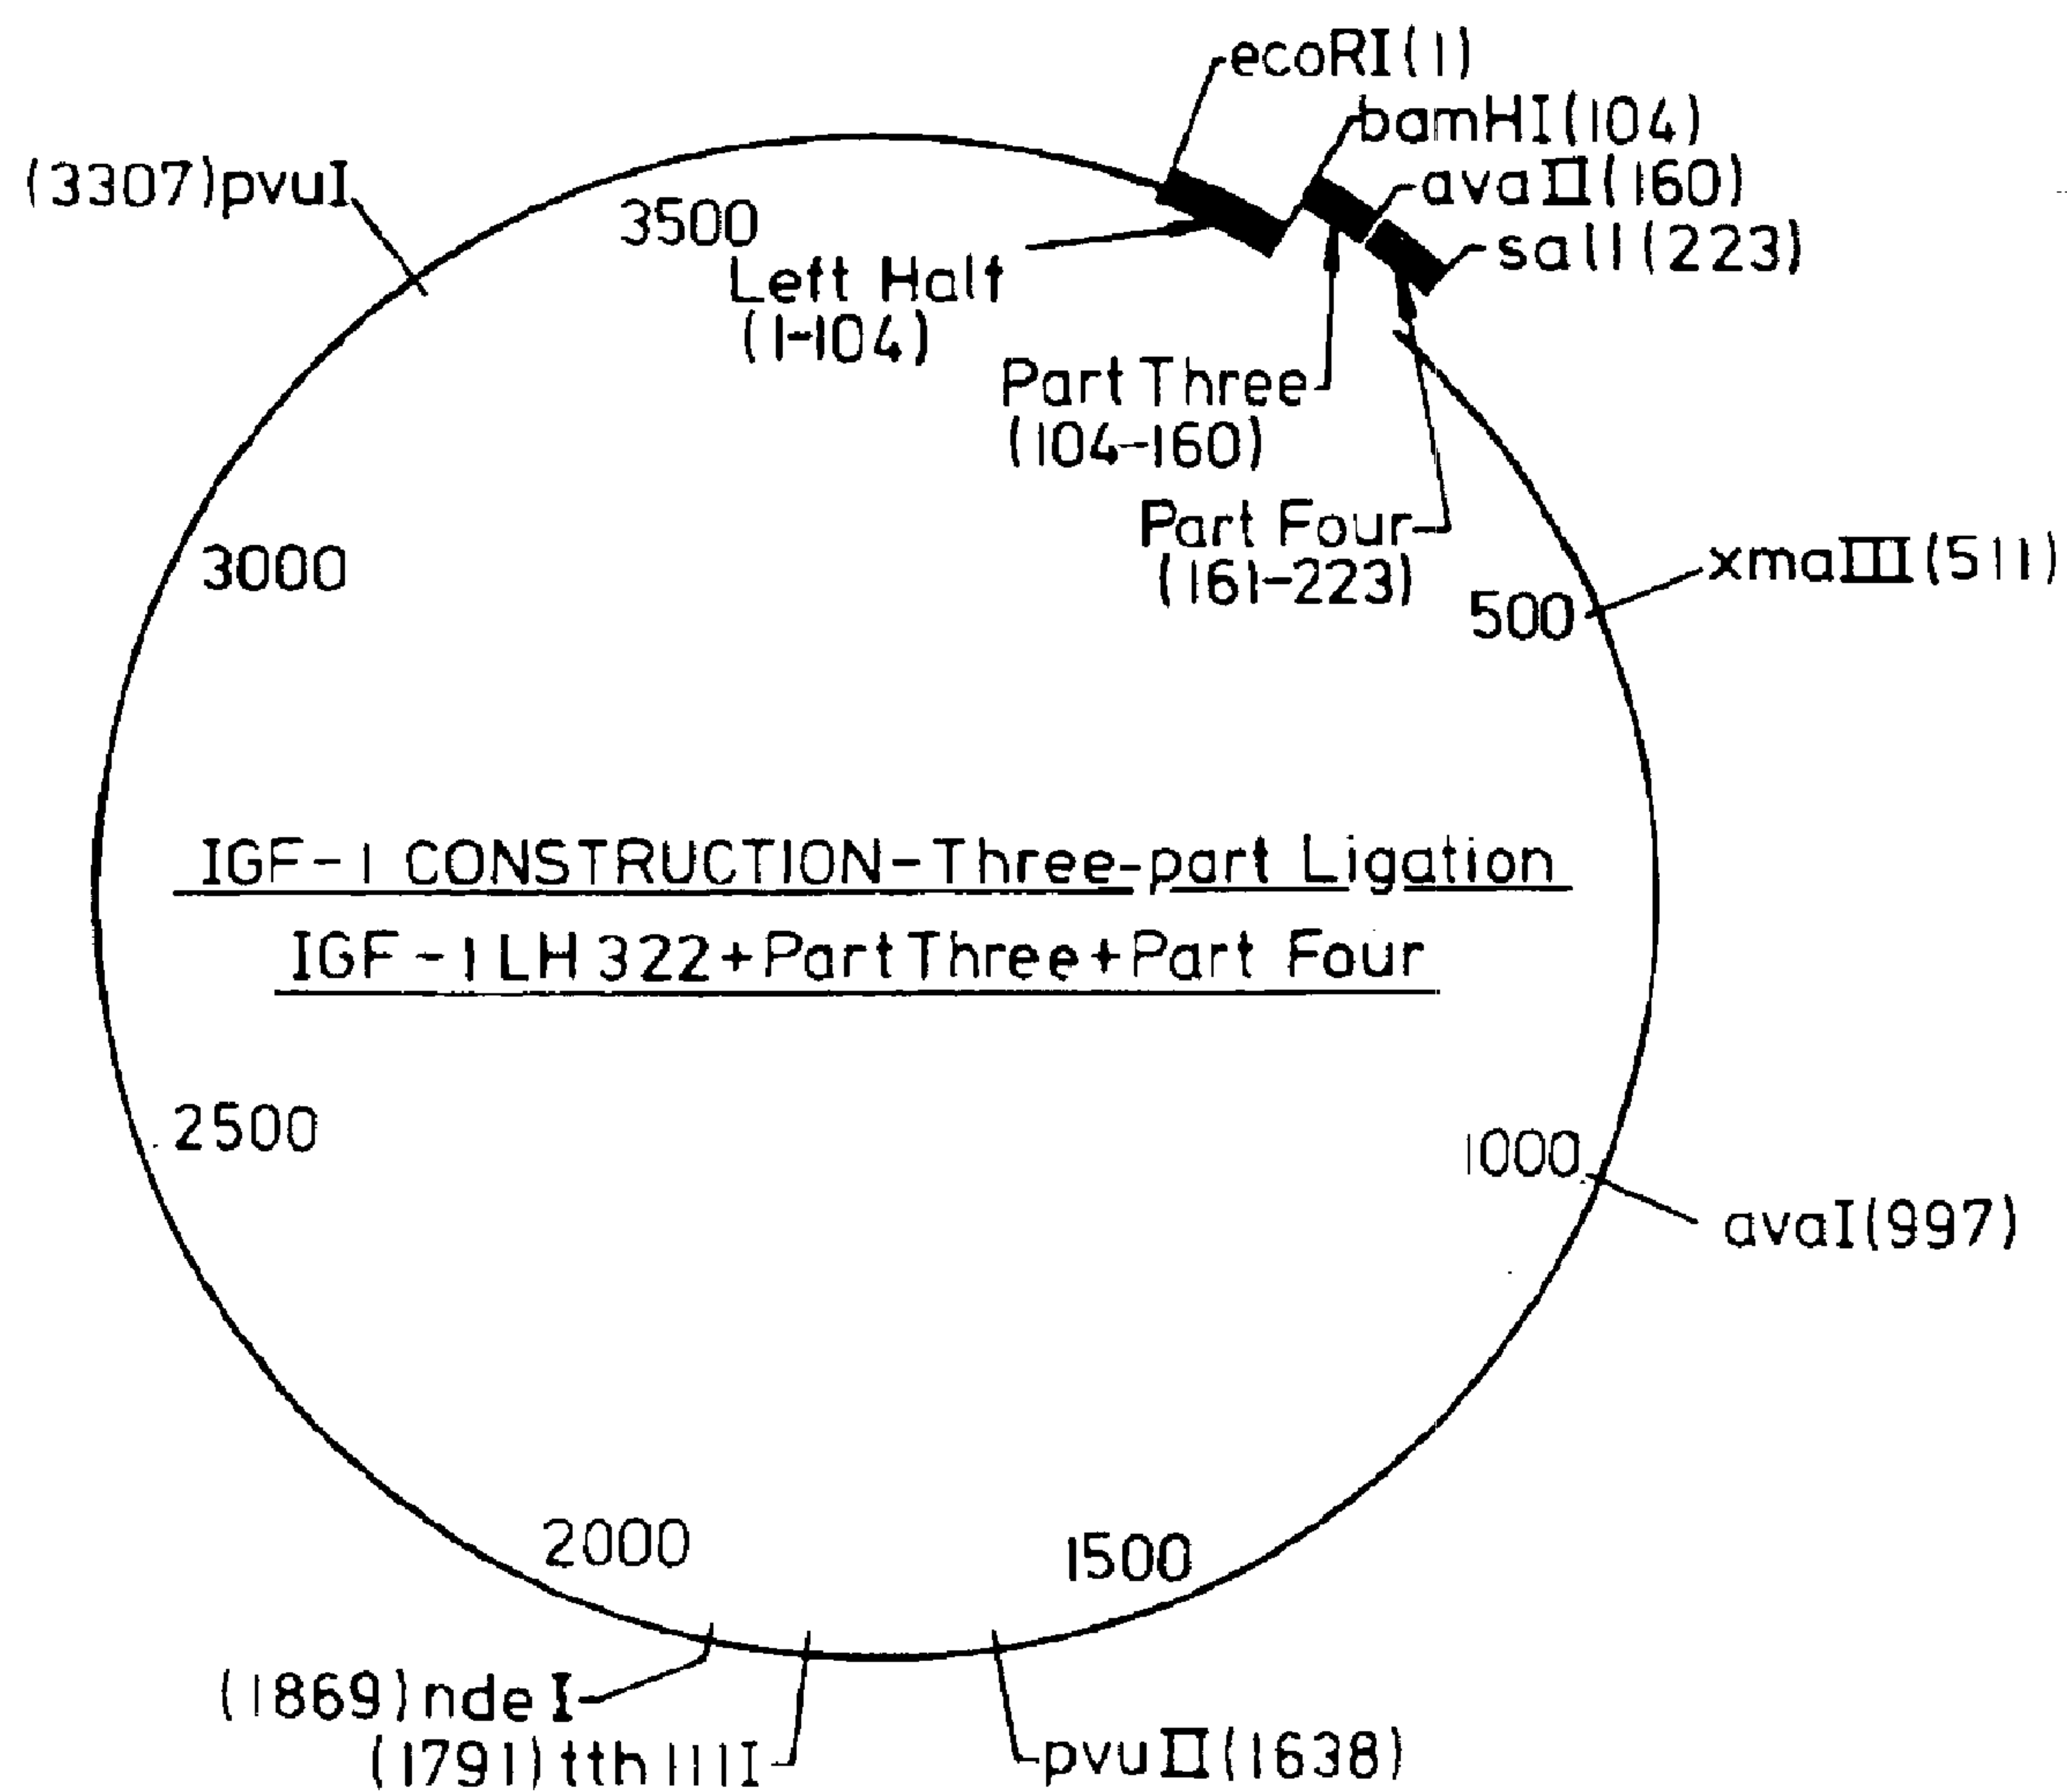 ecoRI(1)
bamHI(104)
avaII(160)
salI(223)
(3307)pvuI
3500
Left Half
(1-104)
Part Three
(104-160)
Part Four
(161-223)
xmaIII(511)
500
3000
IGF-1 CONSTRUCTION-Three-part Ligation
IGF-1 LH 322+Part Three+Part Four
2500
1000
avaI(997)
2000
1500
(1869)ndeI
(1791)tth111I
pvuII(1638)